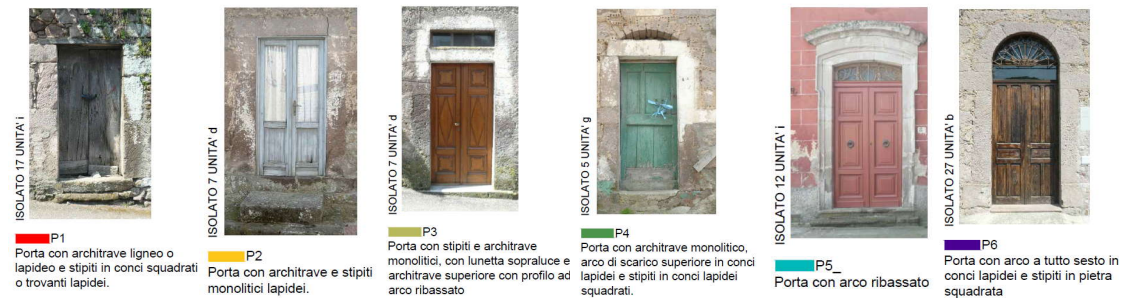 ISOLATO 17 UNITA' i
P1
Porta con architrave ligneo o
lapideo e stipiti in conci squadrati
o trovanti lapidei.
ISOLATO 7 UNITA' d
P2
Porta con architrave e stipiti
monolitici lapidei.
ISOLATO 7 UNITA' d
P3
Porta con stipiti e architrave
monolitici, con lunetta sopraluce e
architrave superiore con profilo ad
arco ribassato
ISOLATO 5 UNITA' g
P4
Porta con architrave monolitico,
arco di scarico superiore in conci
lapidei e stipiti in conci lapidei
squadrati.
ISOLATO 12 UNITA' i
P5_
Porta con arco ribassato
ISOLATO 27 UNITA' b
P6
Porta con arco a tutto sesto in
conci lapidei e stipiti in pietra
squadrata